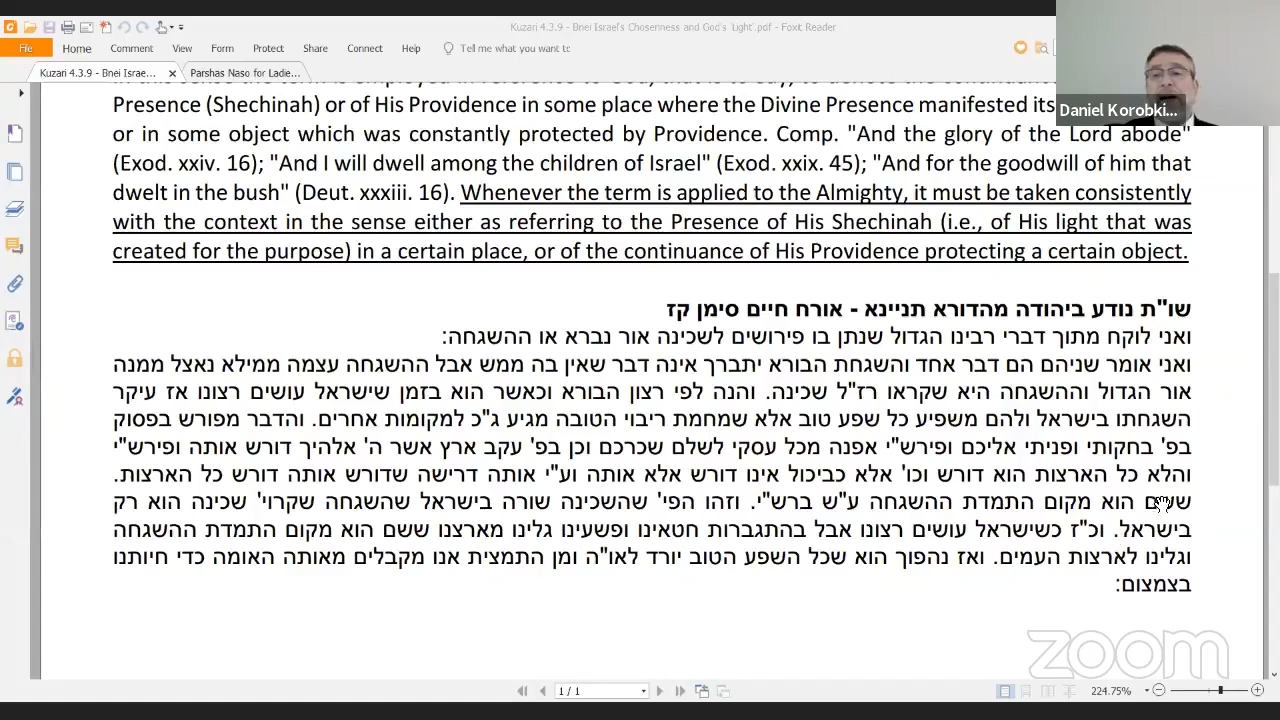 Kuzari 4.3.9 - Bnei Israel's Chosenness and God's 'Light'.pdf - Foxit Reader
File Home Comment View Form Protect Share Connect Help Tell me what you want to
Kuzari 4.3.9 - Bnei Israe... Parshas Naso for Ladie...
Daniel Korobki...
Presence (Shechinah) or of His Providence in some place where the Divine Presence manifested its
or in some object which was constantly protected by Providence. Comp. "And the glory of the Lord abode"
(Exod. xxiv. 16); "And I will dwell among the children of Israel" (Exod. xxix. 45); "And for the goodwill of him that
dwelt in the bush" (Deut. xxxiii. 16). Whenever the term is applied to the Almighty, it must be taken consistently
with the context in the sense either as referring to the Presence of His Shechinah (i.e., of His light that was
created for the purpose) in a certain place, or of the continuance of His Providence protecting a certain object.
שו"ת נודע ביהודה מהדורא תניינא - אורח חיים סימן קז
ואני לוקח מתוך דברי רבינו הגדול שנתן בו פירושים לשכינה אור נברא או ההשגחה:
ואני אומר שניהם הם דבר אחד והשגחת הבורא יתברך אינה דבר שאין בה ממש אבל ההשגחה עצמה ממילא נאצל ממנה
אור הגדול וההשגחה היא שקראו רז"ל שכינה. והנה לפי רצון הבורא וכאשר הוא בזמן שישראל עושים רצונו אז עיקר
השגחתו בישראל ולהם משפיע כל שפע טוב אלא שמחמת ריבוי הטובה מגיע ג"כ למקומות אחרים. והדבר מפורש בפסוק
בפ' בחקותי ופניתי אליכם ופירש"י אפנה מכל עסקי לשלם שכרכם וכן בפ' עקב ארץ אשר ה' אלהיך דורש אותה ופירש"י
והלא כל הארצות הוא דורש וכו' אלא כביכול אינו דורש אלא אותה וע"י אותה דרישה שדורש אותה דורש כל הארצות.
הוא מקום התמדת ההשגחה ע"ש ברש"י. וזהו הפי' שהשכינה שורה בישראל שהשגחה שקרוי' שכינה הוא רק
בישראל. וכ"ז כשישראל עושים רצונו אבל בהתגברות חטאינו ופשעינו גלינו מארצנו ששם הוא מקום התמדת ההשגחה
וגלינו לארצות העמים. ואז נהפוך הוא שכל השפע הטוב יורד לאו"ה ומן התמצית אנו מקבלים מאותה האומה כדי חיותנו
בצמצום:
zoom
1 / 1 224.75%